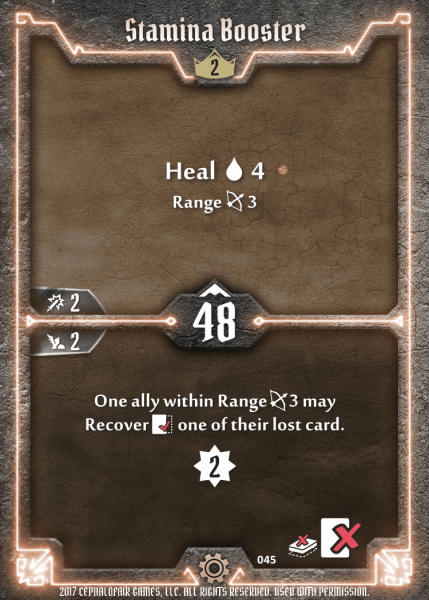 Stamina Booster
2
Heal 4
Range 3
2
48
2
One ally within Range 3 may
Recover one of their lost card.
2
045
2017 CEPHALOFAIR GAMES, LLC. ALL RIGHTS RESERVED. USED WITH PERMISSION.